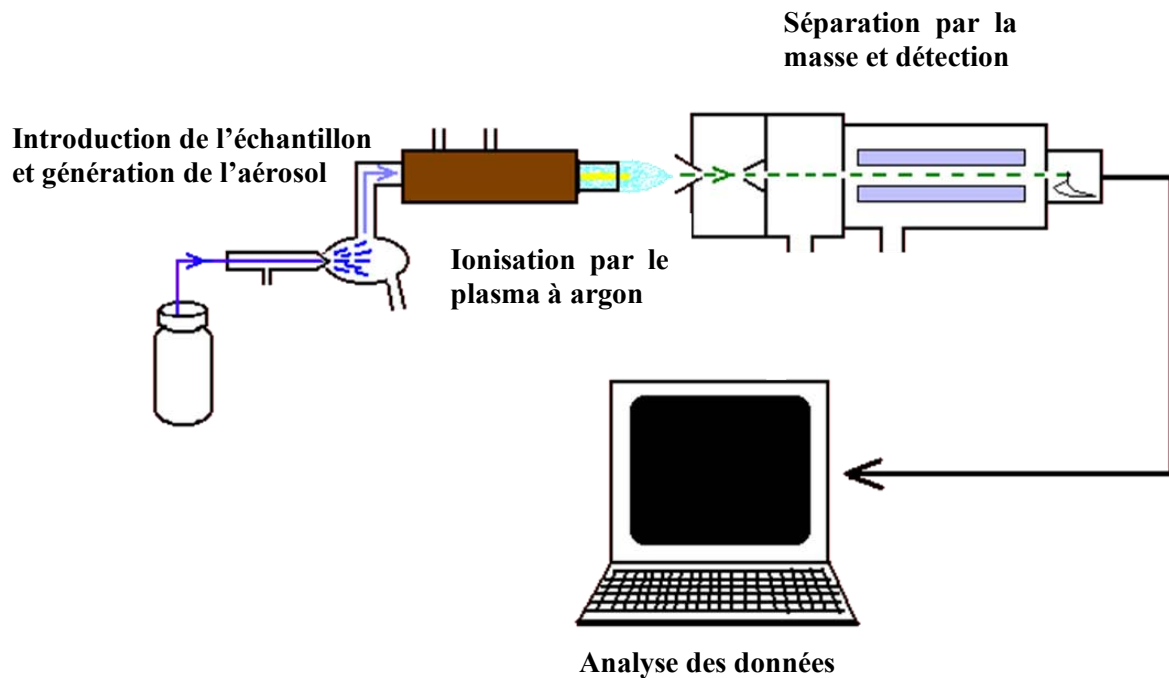 Séparation par la
masse et détection
Introduction de l’échantillon
et génération de l’aérosol
Ionisation par le
plasma à argon
Analyse des données